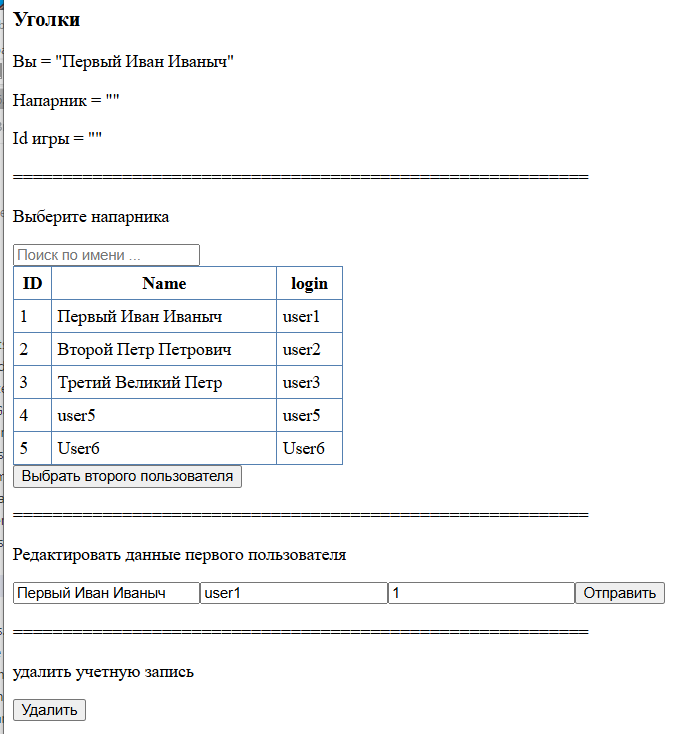 Уголки
Вы = "Первый Иван Иваныч"
Напарник = ""
Id игры = ""
==========================================================
Выберите напарника
Поиск по имени ...
ID Name login
1 Первый Иван Иваныч user1
2 Второй Петр Петрович user2
3 Третий Великий Петр user3
4 user5 user5
5 User6 User6
Выбрать второго пользователя
==========================================================
Редактировать данные первого пользователя
Первый Иван Иваныч user1 1 Отправить
==========================================================
удалить учетную запись
Удалить